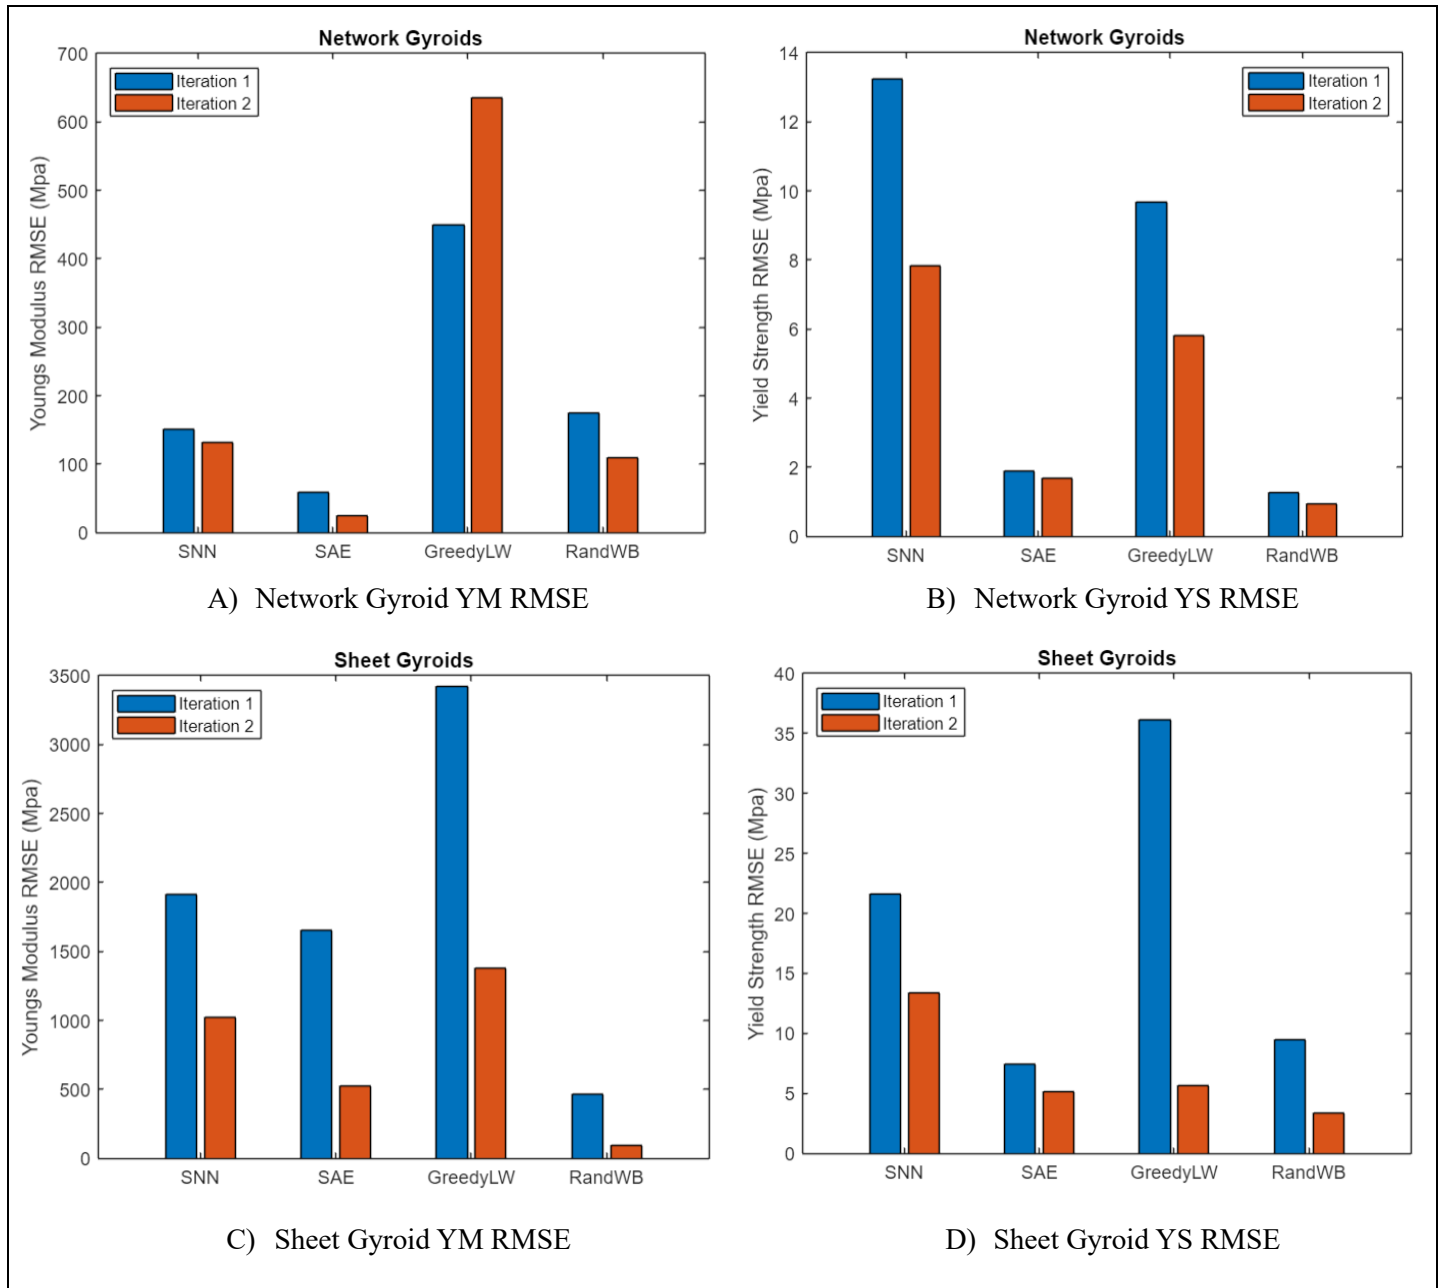 Network Gyroids
700
600
500
400
300
200
100
0
Youngs Modulus RMSE (Mpa)
Iteration 1
Iteration 2
SNN SAE GreedyLW RandWB
A) Network Gyroid YM RMSE
Network Gyroids
14
12
10
8
6
4
2
0
Yield Strength RMSE (Mpa)
Iteration 1
Iteration 2
SNN SAE GreedyLW RandWB
B) Network Gyroid YS RMSE
Sheet Gyroids
3500
3000
2500
2000
1500
1000
500
0
Youngs Modulus RMSE (Mpa)
Iteration 1
Iteration 2
SNN SAE GreedyLW RandWB
C) Sheet Gyroid YM RMSE
Sheet Gyroids
40
35
30
25
20
15
10
5
0
Yield Strength RMSE (Mpa)
Iteration 1
Iteration 2
SNN SAE GreedyLW RandWB
D) Sheet Gyroid YS RMSE